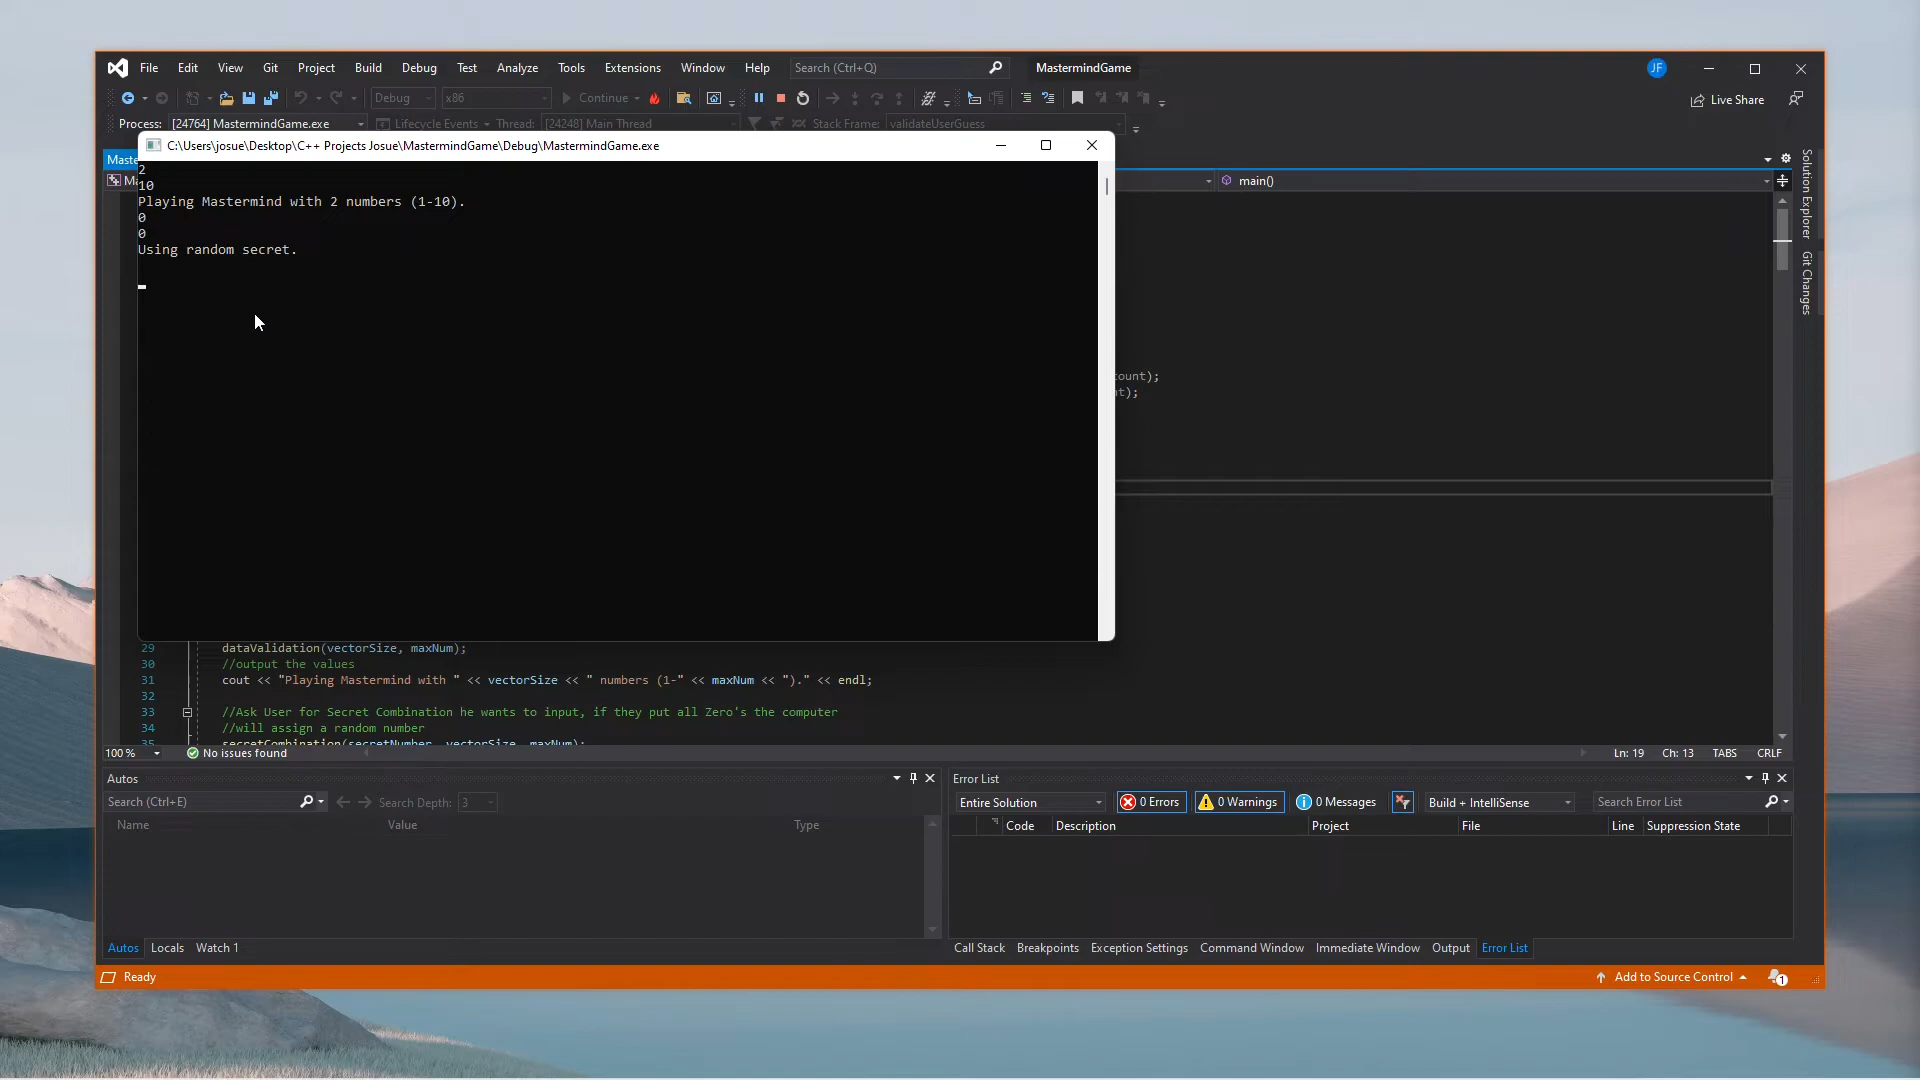 File Edit View Git Project Build Debug Test Analyze Tools Extensions Window Help Search (Ctrl+Q) MastermindGame JF
Debug x86 Continue Live Share
Process: [24764] MastermindGame.exe Lifecycle Events Thread: [24248] Main Thread Stack Frame: validateUserGuess
C:\Users\josue\Desktop\C++ Projects Josue\MastermindGame\Debug\MastermindGame.exe
Maste
main()
2
10
Playing Mastermind with 2 numbers (1-10).
0
0
Using random secret.
ount);
t);
Solution Explorer
Git Changes
29 dataValidation(vectorSize, maxNum);
30 //output the values
31 cout << "Playing Mastermind with " << vectorSize << " numbers (1-" << maxNum << ")." << endl;
32
33 //Ask User for Secret Combination he wants to input, if they put all Zero's the computer
34 //will assign a random number
35 secretCombination(secretNumber, vectorSize, maxNum);
100 % No issues found Ln: 19 Ch: 13 TABS CRLF
Autos
Search (Ctrl+E) Search Depth: 3
Name Value Type
Autos Locals Watch 1
Error List
Entire Solution 0 Errors 0 Warnings 0 Messages Build + IntelliSense Search Error List
Code Description Project File Line Suppression State
Call Stack Breakpoints Exception Settings Command Window Immediate Window Output Error List
Ready Add to Source Control 1